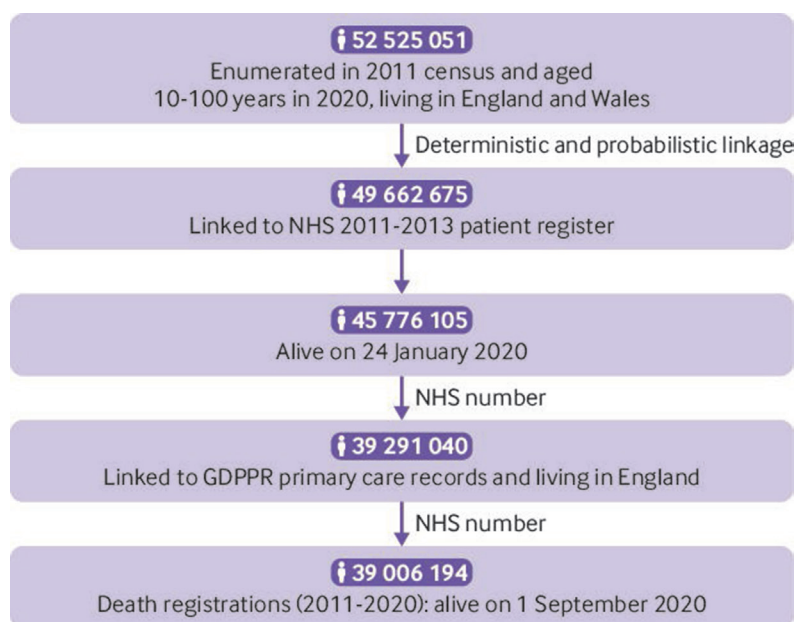 52 525 051
Enumerated in 2011 census and aged
10-100 years in 2020, living in England and Wales
Deterministic and probabilistic linkage
49 662 675
Linked to NHS 2011-2013 patient register
45 776 105
Alive on 24 January 2020
NHS number
39 291 040
Linked to GDPPR primary care records and living in England
NHS number
39 006 194
Death registrations (2011-2020): alive on 1 September 2020